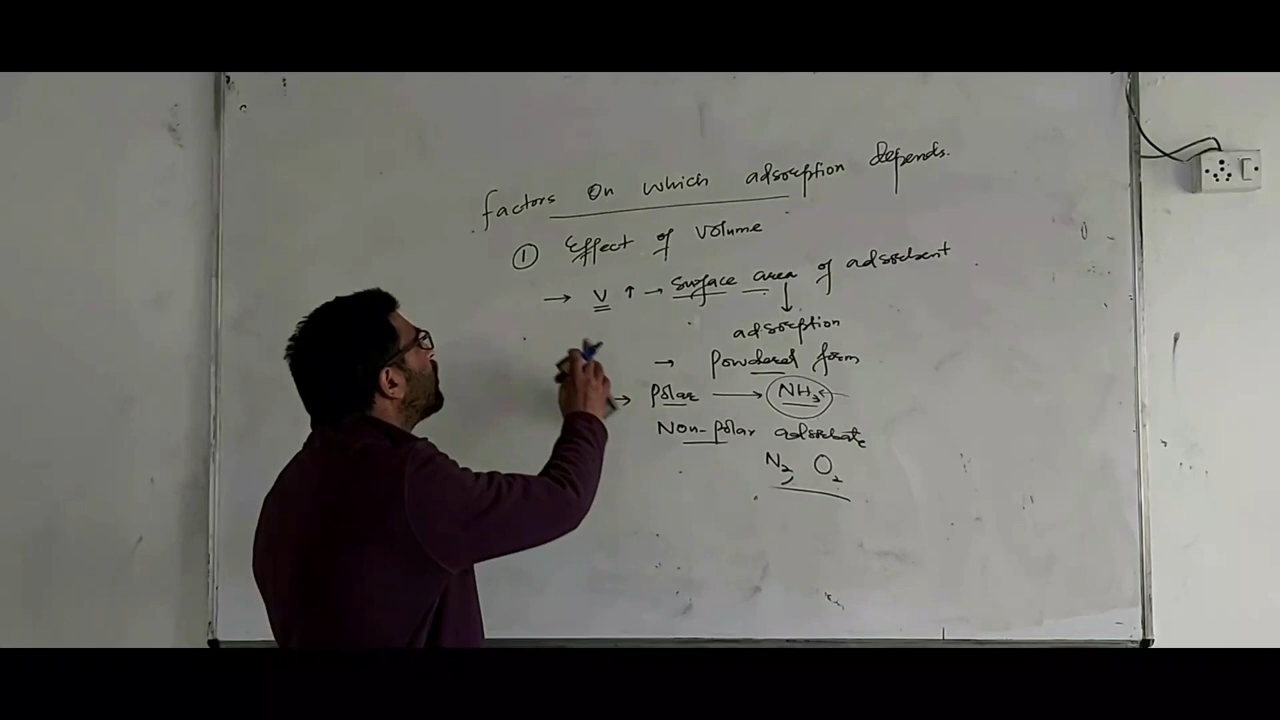 Factors On which adsorption depends.
① Effect of Volume
→ V ↑ → Surface area of adsorbent
↓
adsorption
→ Powdered form
→ Polar → NH₃
Non-polar adsorbate
N₂, O₂